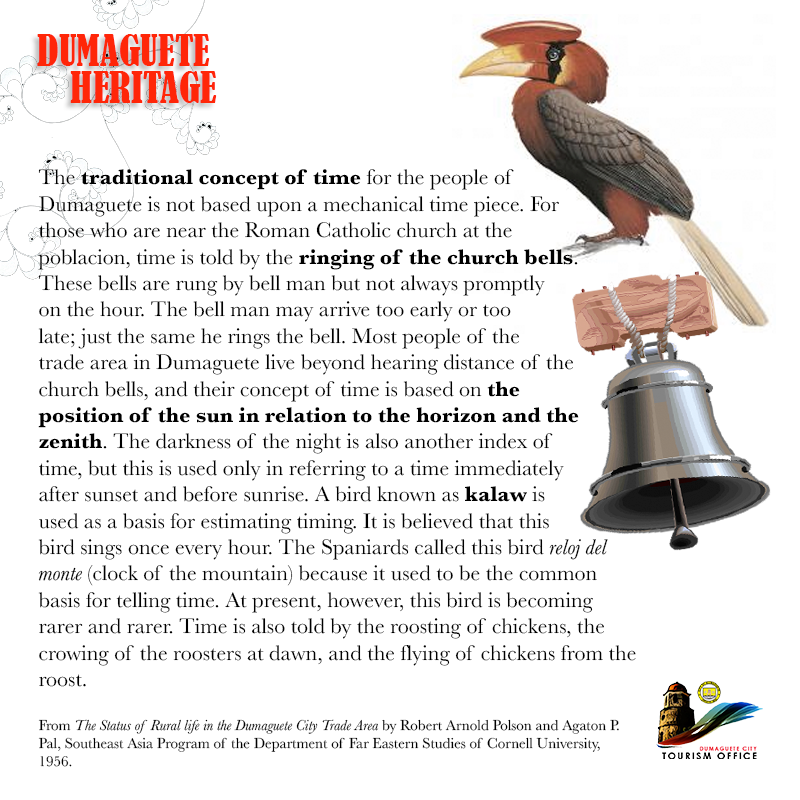 DUMAGUETE
HERITAGE
The traditional concept of time for the people of
Dumaguete is not based upon a mechanical time piece. For
those who are near the Roman Catholic church at the
poblacion, time is told by the ringing of the church bells.
These bells are rung by bell man but not always promptly
on the hour. The bell man may arrive too early or too
late; just the same he rings the bell. Most people of the
trade area in Dumaguete live beyond hearing distance of the
church bells, and their concept of time is based on the
position of the sun in relation to the horizon and the
zenith. The darkness of the night is also another index of
time, but this is used only in referring to a time immediately
after sunset and before sunrise. A bird known as kalaw is
used as a basis for estimating timing. It is believed that this
bird sings once every hour. The Spaniards called this bird reloj del
monte (clock of the mountain) because it used to be the common
basis for telling time. At present, however, this bird is becoming
rarer and rarer. Time is also told by the roosting of chickens, the
crowing of the roosters at dawn, and the flying of chickens from the
roost.
From The Status of Rural life in the Dumaguete City Trade Area by Robert Arnold Polson and Agaton P.
Pal, Southeast Asia Program of the Department of Far Eastern Studies of Cornell University,
1956.
DUMAGUETE CITY
TOURISM OFFICE